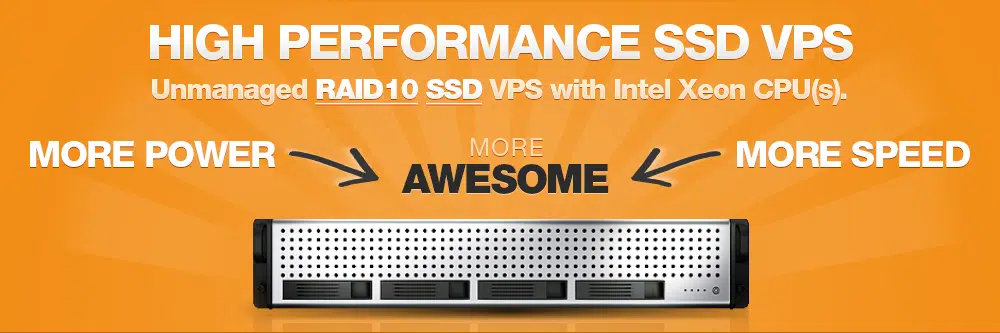 HIGH PERFORMANCE SSD VPS
Unmanaged RAID10 SSD VPS with Intel Xeon CPU(s).
MORE POWER
MORE
AWESOME
MORE SPEED